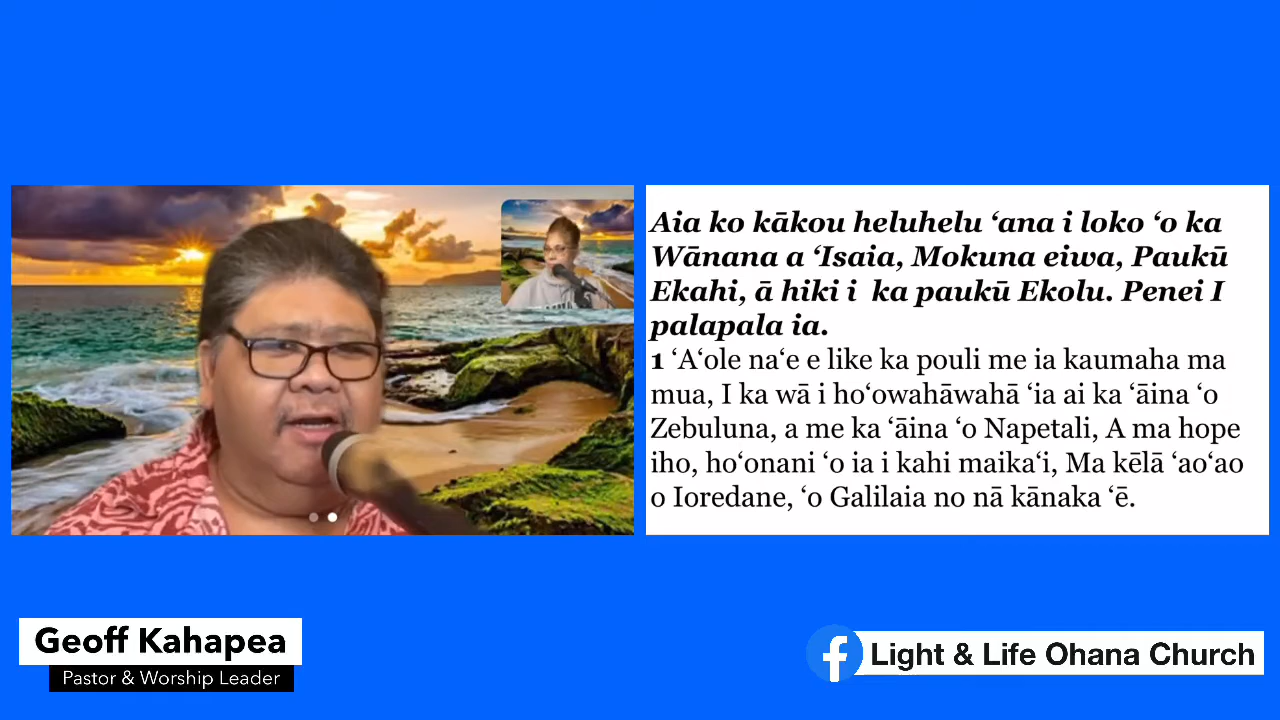 Aia ko kākou heluhelu ʻana i loko ʻo ka
Wānana a ʻIsaia, Mokuna eiwa, Paukū
Ekahi, ā hiki i  ka paukū Ekolu. Penei I
palapala ia.
1 ʻAʻole naʻe e like ka pouli me ia kaumaha ma
mua, I ka wā i hoʻowahāwahā ʻia ai ka ʻāina ʻo
Zebuluna, a me ka ʻāina ʻo Napetali, A ma hope
iho, hoʻonani ʻo ia i kahi maikaʻi, Ma kēlā ʻaoʻao
o Ioredane, ʻo Galilaia no nā kānaka ʻē.
Geoff Kahapea
Pastor & Worship Leader
Light & Life Ohana Church